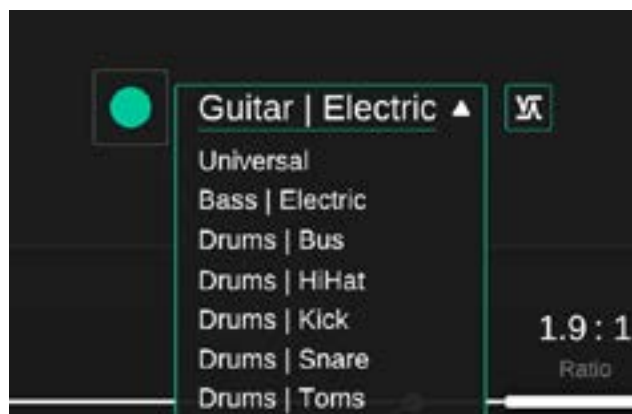 Guitar | Electric
Universal
Bass | Electric
Drums | Bus
Drums | HiHat
Drums | Kick
Drums | Snare
Drums | Toms
1.9 : 1
Ratio